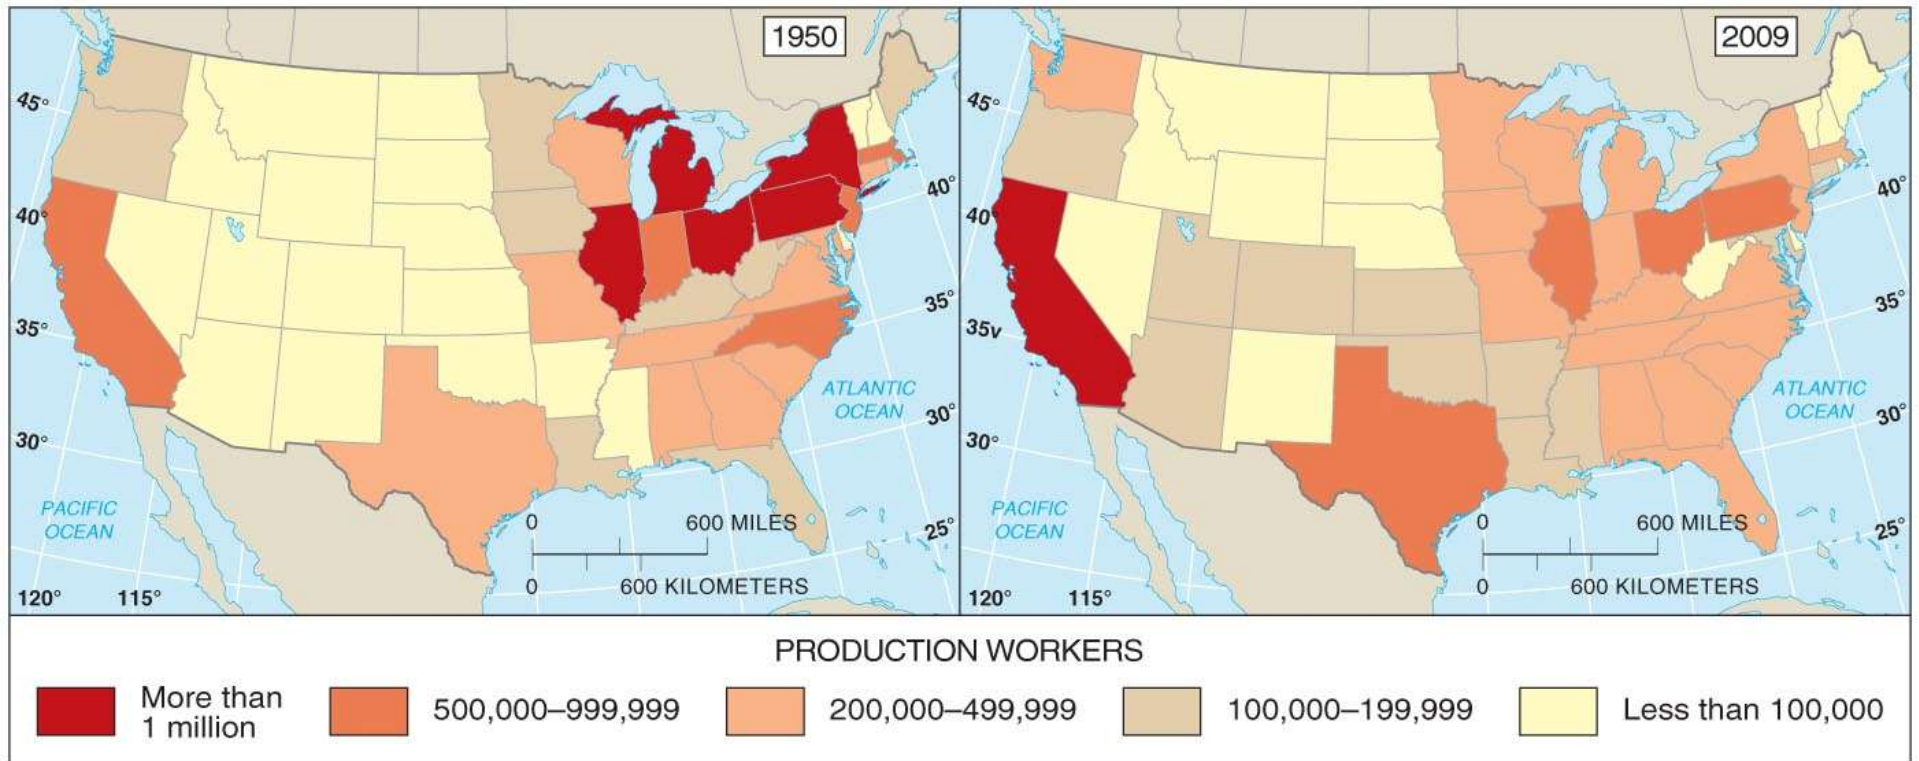 1950
45°
40°
35°
30°
120°
115°
40°
35°
30°
25°
PACIFIC
OCEAN
ATLANTIC
OCEAN
0
600 MILES
0
600 KILOMETERS
2009
45°
40°
35v
30°
120°
115°
40°
35°
30°
25°
PACIFIC
OCEAN
ATLANTIC
OCEAN
0
600 MILES
0
600 KILOMETERS
PRODUCTION WORKERS
More than
1 million
500,000–999,999
200,000–499,999
100,000–199,999
Less than 100,000